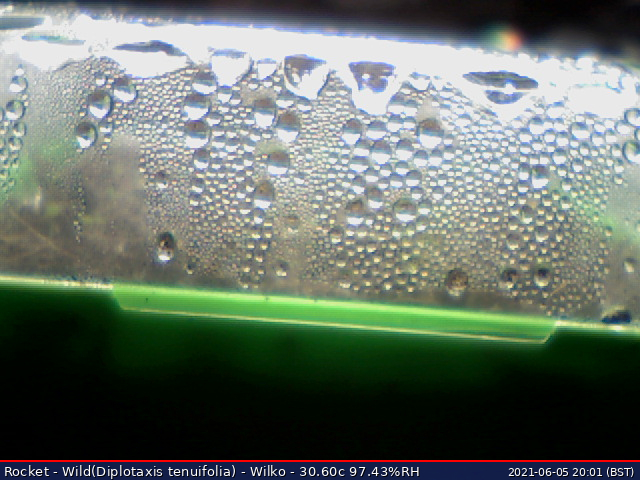 Rocket - Wild(Diplotaxis tenuifolia) - Wilko - 30.60c 97.43%RH
2021-06-05 20:01 (BST)